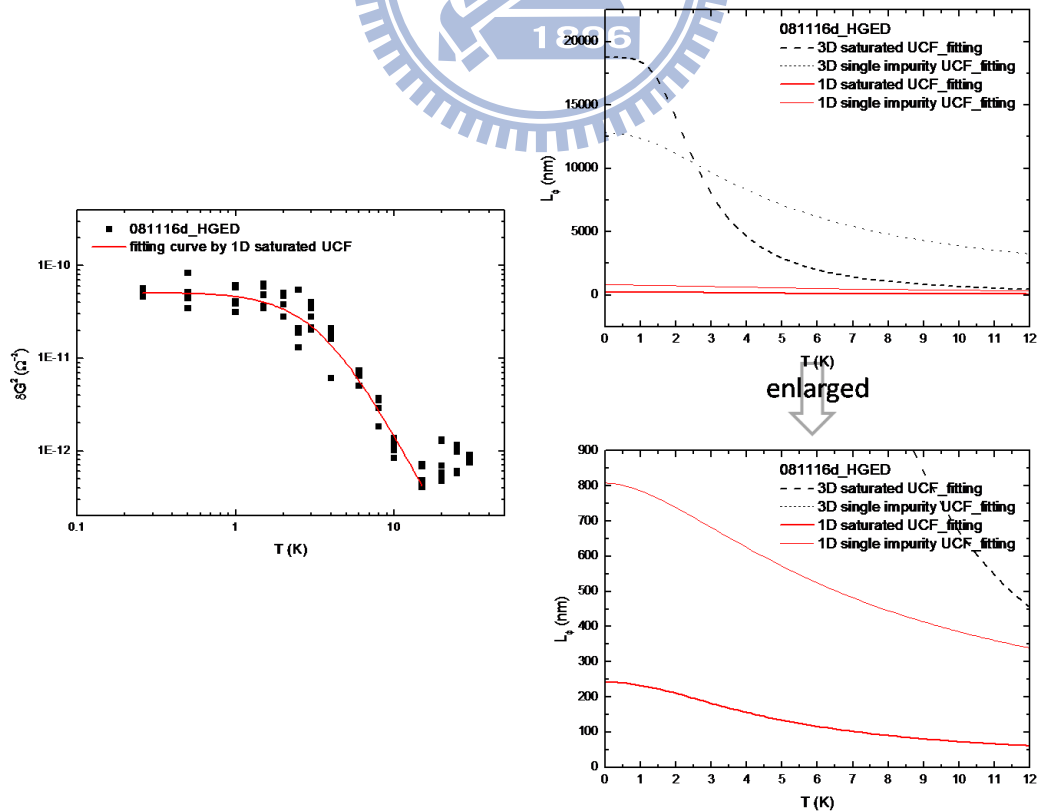 1896
081116d_HGED
fitting curve by 1D saturated UCF
1E-10
1E-11
1E-12
δG² (Ω⁻²)
0.1
1
10
T (K)
081116d_HGED
3D saturated UCF_fitting
3D single impurity UCF_fitting
1D saturated UCF_fitting
1D single impurity UCF_fitting
20000
15000
10000
5000
0
Lϕ (nm)
0 1 2 3 4 5 6 7 8 9 10 11 12
T (K)
enlarged
081116d_HGED
3D saturated UCF_fitting
3D single impurity UCF_fitting
1D saturated UCF_fitting
1D single impurity UCF_fitting
900
800
700
600
500
400
300
200
100
0
Lϕ (nm)
0 1 2 3 4 5 6 7 8 9 10 11 12
T (K)